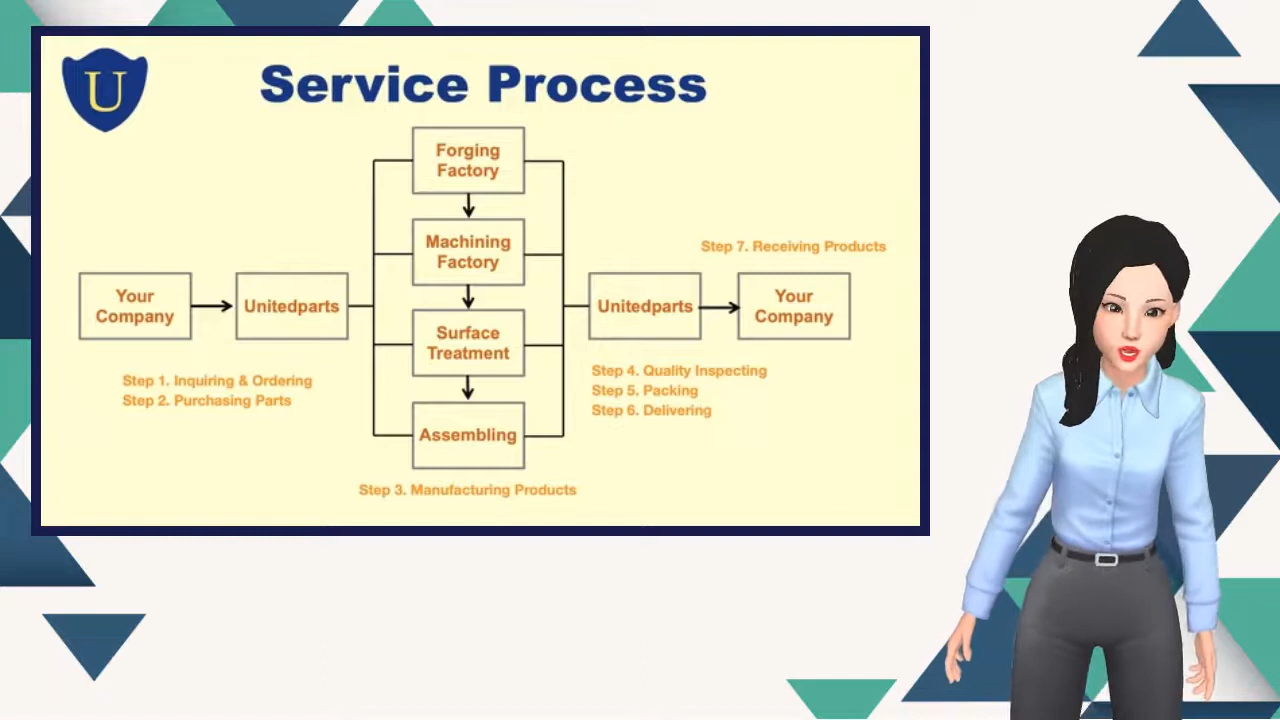 U
Service Process
Forging
Factory
Machining
Factory
Step 7. Receiving Products
Your
Company
Unitedparts
Unitedparts
Your
Company
Surface
Treatment
Step 1. Inquiring & Ordering
Step 2. Purchasing Parts
Step 4. Quality Inspecting
Step 5. Packing
Step 6. Delivering
Assembling
Step 3. Manufacturing Products